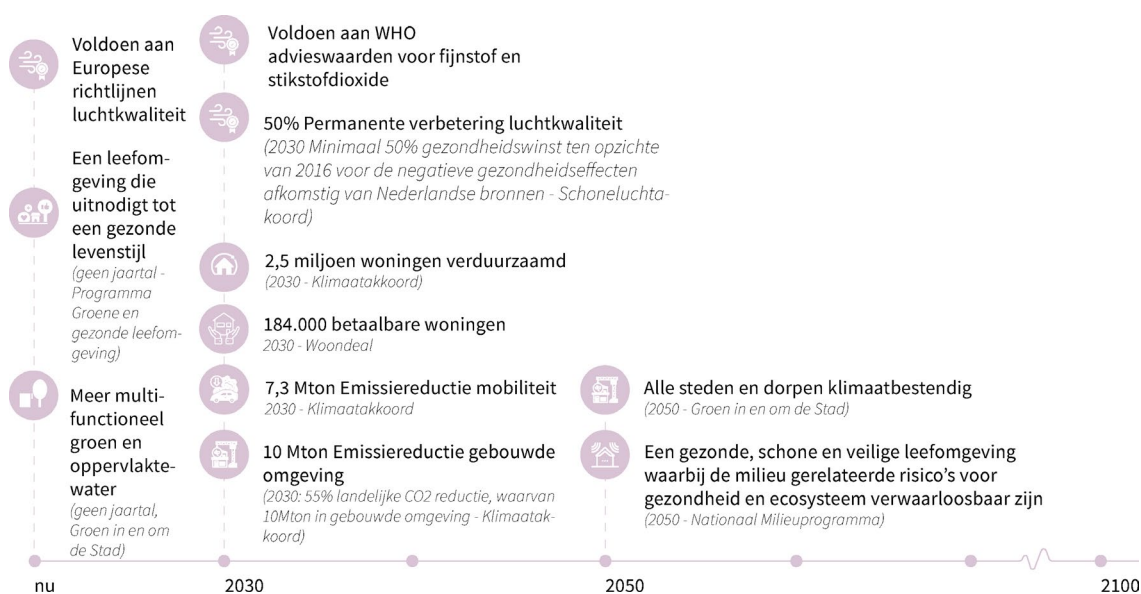 Voldoen aan
Europese
richtlijnen
luchtkwaliteit
Een leefom-
geving die
uitnodigt tot
een gezonde
levenstijl
(geen jaartal -
Programma
Groene en
gezonde leefom-
geving)
Meer multi-
functioneel
groen en
oppervlakte-
water
(geen jaartal,
Groen in en om
de Stad)
Voldoen aan WHO
advieswaarden voor fijnstof en
stikstofdioxide
50% Permanente verbetering luchtkwaliteit
(2030 Minimaal 50% gezondheidswinst ten opzichte
van 2016 voor de negatieve gezondheidseffecten
afkomstig van Nederlandse bronnen - Schoneluchta-
koord)
2,5 miljoen woningen verduurzaamd
(2030 - Klimaatakkoord)
184.000 betaalbare woningen
2030 - Woondeal
7,3 Mton Emissiereductie mobiliteit
2030 - Klimaatakkoord
10 Mton Emissiereductie gebouwde
omgeving
(2030: 55% landelijke CO2 reductie, waarvan
10Mton in gebouwde omgeving - Klimaatak-
koord)
Alle steden en dorpen klimaatbestendig
(2050 - Groen in en om de Stad)
Een gezonde, schone en veilige leefomgeving
waarbij de milieu gerelateerde risico's voor
gezondheid en ecosysteem verwaarloosbaar zijn
(2050 - Nationaal Milieuprogramma)
nu
2030
2050
2100